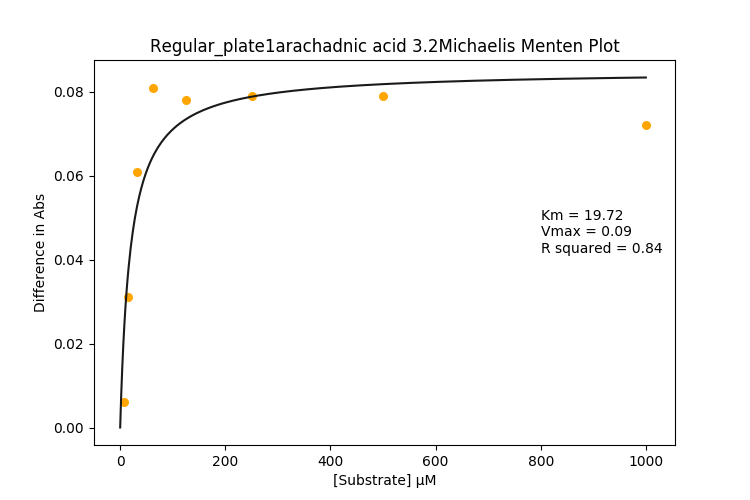 Regular_plate1arachadnic acid 3.2Michaelis Menten Plot
0.08
0.06
0.04
0.02
0.00
Difference in Abs
Km = 19.72
Vmax = 0.09
R squared = 0.84
0 200 400 600 800 1000
[Substrate] µM